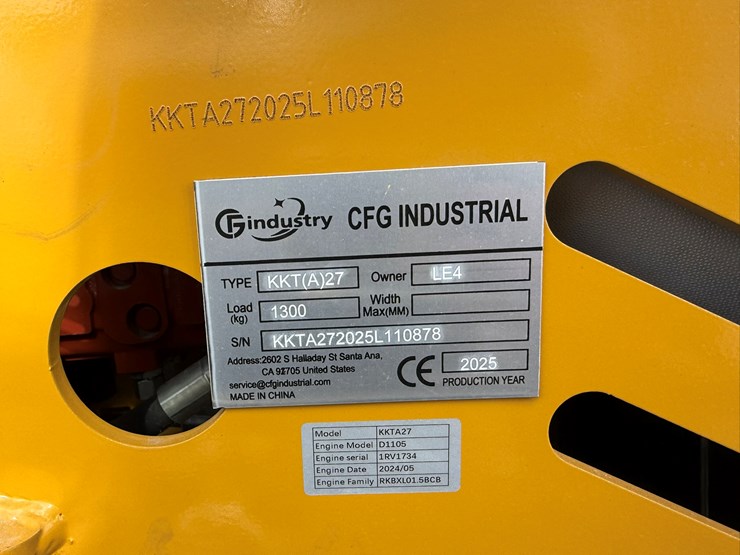 KKTA272025L110878
CFGindustry CFG INDUSTRIAL
TYPE KKT(A)27 Owner LE4
Load (kg) 1300 Width Max(MM)
S/N KKTA272025L110878
Address:2602 S Halladay St Santa Ana,
CA 92705 United States
service@cfgindustrial.com
MADE IN CHINA
CE 2025
PRODUCTION YEAR
Model KKTA27
Engine Model D1105
Engine serial 1RV1734
Engine Date 2024/05
Engine Family RKBXL01.5BCB